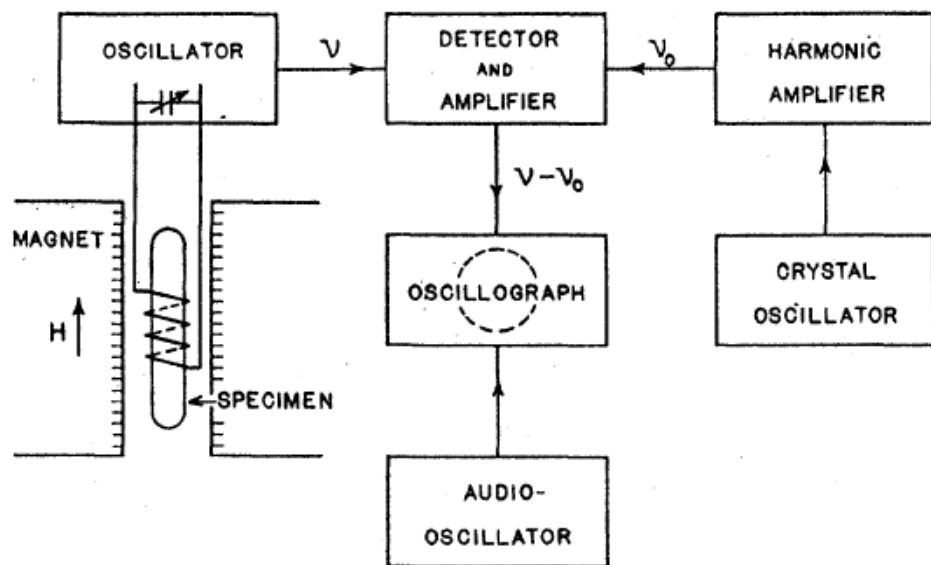 OSCILLATOR
ν
DETECTOR
AND
AMPLIFIER
ν₀
HARMONIC
AMPLIFIER
ν-ν₀
MAGNET
H
SPECIMEN
OSCILLOGRAPH
CRYSTAL
OSCILLATOR
AUDIO-
OSCILLATOR